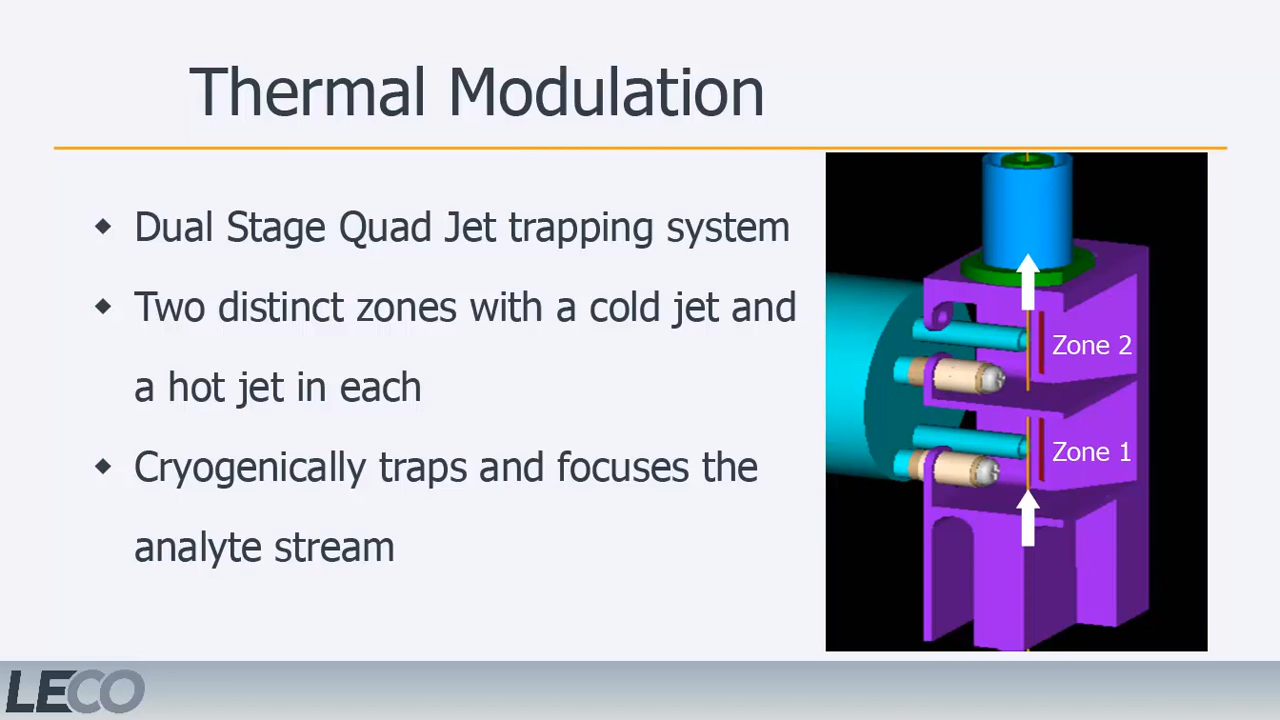 Thermal Modulation
◆ Dual Stage Quad Jet trapping system
◆ Two distinct zones with a cold jet and
a hot jet in each
◆ Cryogenically traps and focuses the
analyte stream
Zone 2
Zone 1
LECO